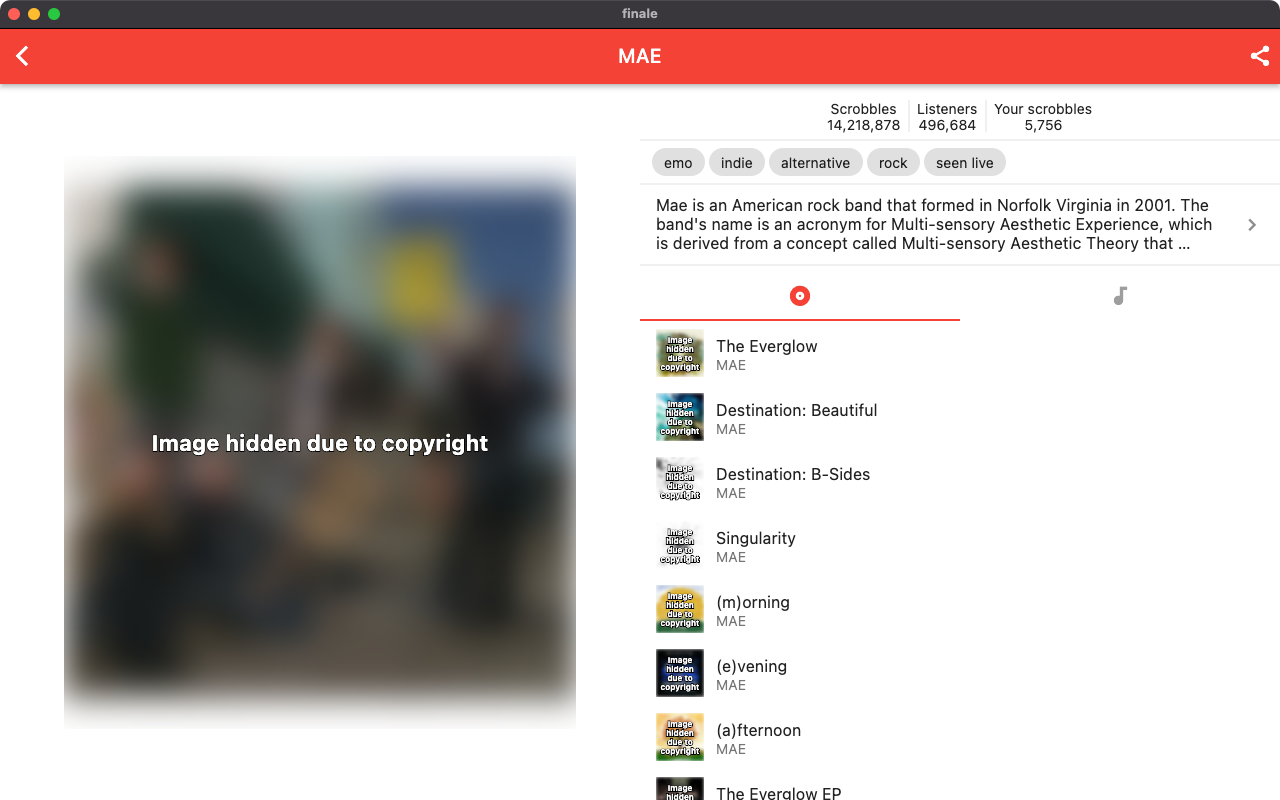 finale
MAE
Scrobbles
14,218,878
Listeners
496,684
Your scrobbles
5,756
emo
indie
alternative
rock
seen live
Mae is an American rock band that formed in Norfolk Virginia in 2001. The
band's name is an acronym for Multi-sensory Aesthetic Experience, which
is derived from a concept called Multi-sensory Aesthetic Theory that ...
Image hidden due to copyright
Image
hidden
due to
copyright
The Everglow
MAE
Image
hidden
due to
copyright
Destination: Beautiful
MAE
Image
hidden
due to
copyright
Destination: B-Sides
MAE
Image
hidden
due to
copyright
Singularity
MAE
Image
hidden
due to
copyright
(m)orning
MAE
Image
hidden
due to
copyright
(e)vening
MAE
Image
hidden
due to
copyright
(a)fternoon
MAE
Image
hidden
The Everglow EP